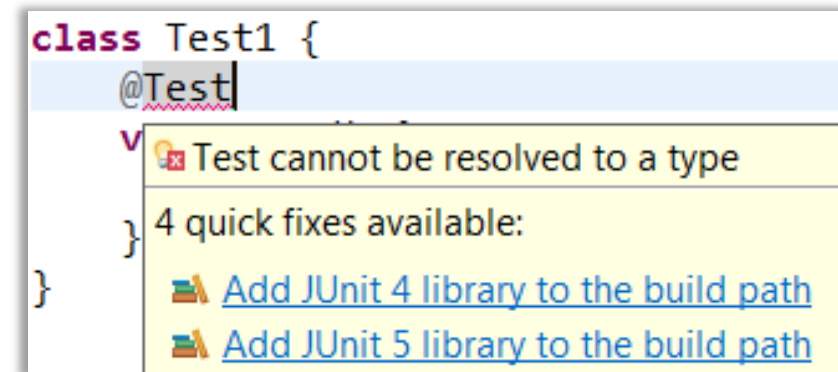 class Test1 {
@Test
v
Test cannot be resolved to a type
4 quick fixes available:
}
Add JUnit 4 library to the build path
}
Add JUnit 5 library to the build path